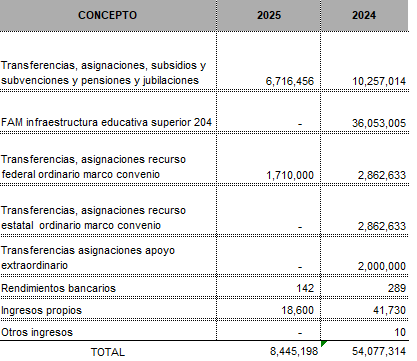 CONCEPTO 2025 2024
Transferencias, asignaciones, subsidios y
subvenciones y pensiones y jubilaciones 6,716,456 10,257,014
FAM infraestructura educativa superior 204 - 36,053,005
Transferencias, asignaciones recurso
federal ordinario marco convenio 1,710,000 2,862,633
Transferencias, asignaciones recurso
estatal ordinario marco convenio - 2,862,633
Transferencias asignaciones apoyo
extraordinario - 2,000,000
Rendimientos bancarios 142 289
Ingresos propios 18,600 41,730
Otros ingresos - 10
TOTAL 8,445,198 54,077,314